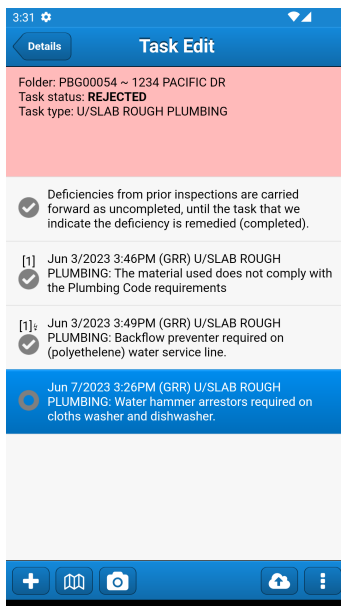 3:31
Details
Task Edit
Folder: PBG00054 ~ 1234 PACIFIC DR
Task status: REJECTED
Task type: U/SLAB ROUGH PLUMBING
Deficiencies from prior inspections are carried
forward as uncompleted, until the task that we
indicate the deficiency is remedied (completed).
[1]
Jun 3/2023 3:46PM (GRR) U/SLAB ROUGH
PLUMBING: The material used does not comply with
the Plumbing Code requirements
[1]
Jun 3/2023 3:49PM (GRR) U/SLAB ROUGH
PLUMBING: Backflow preventer required on
(polyethelene) water service line.
Jun 7/2023 3:26PM (GRR) U/SLAB ROUGH
PLUMBING: Water hammer arrestors required on
cloths washer and dishwasher.